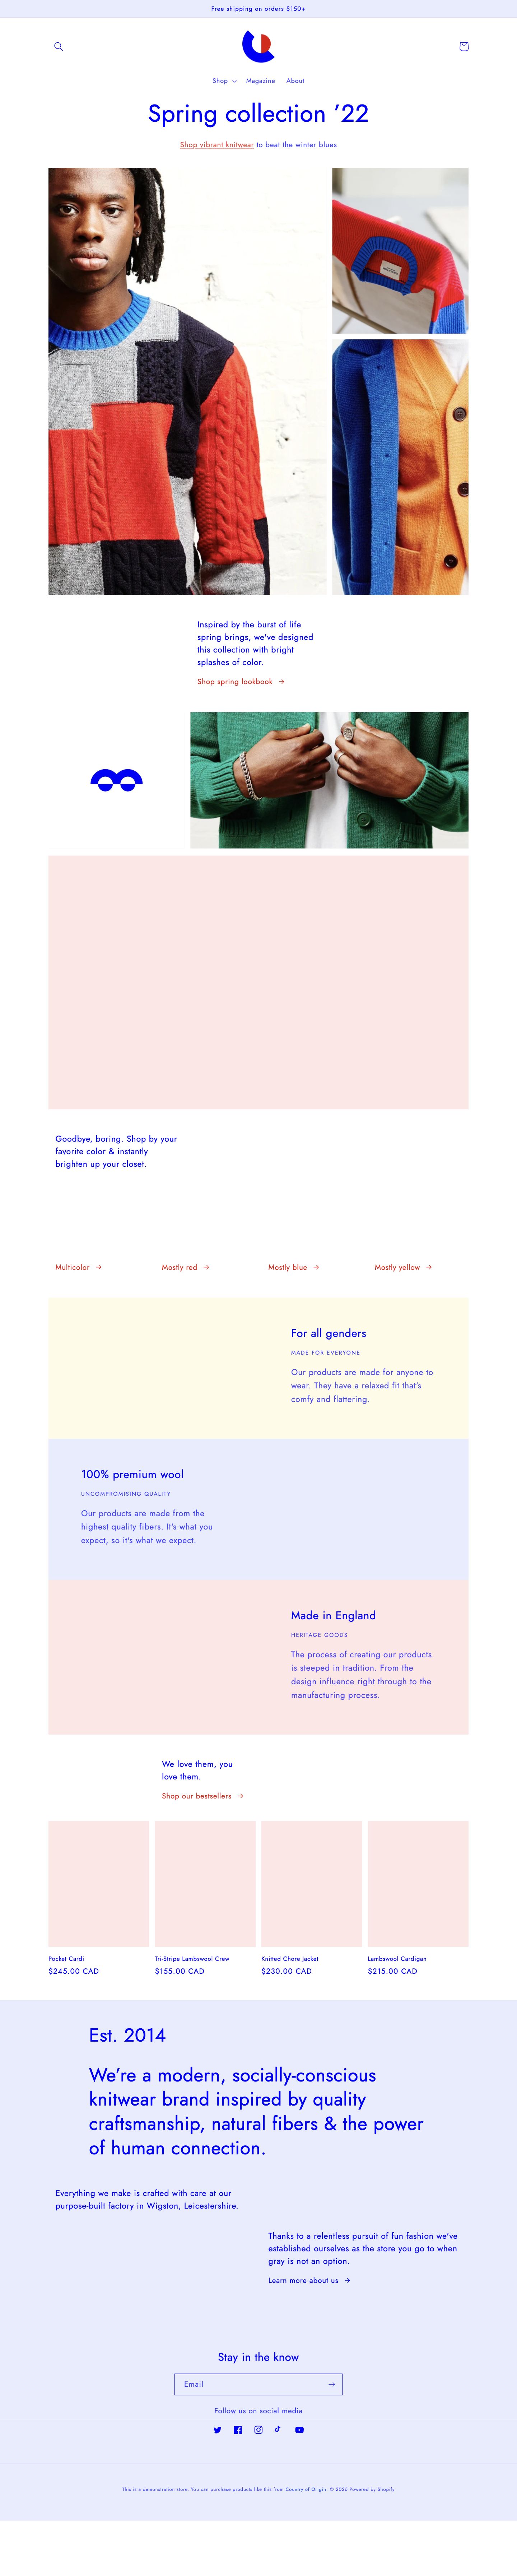 Free shipping on orders $150+
Shop
Magazine
About
Spring collection ’22
Shop vibrant knitwear to beat the winter blues
Inspired by the burst of life
spring brings, we've designed
this collection with bright
splashes of color.
Shop spring lookbook
Goodbye, boring. Shop by your
favorite color & instantly
brighten up your closet.
Multicolor
Mostly red
Mostly blue
Mostly yellow
For all genders
MADE FOR EVERYONE
Our products are made for anyone to
wear. They have a relaxed fit that's
comfy and flattering.
100% premium wool
UNCOMPROMISING QUALITY
Our products are made from the
highest quality fibers. It's what you
expect, so it's what we expect.
Made in England
HERITAGE GOODS
The process of creating our products
is steeped in tradition. From the
design influence right through to the
manufacturing process.
We love them, you
love them.
Shop our bestsellers
Pocket Cardi
$245.00 CAD
Tri-Stripe Lambswool Crew
$155.00 CAD
Knitted Chore Jacket
$230.00 CAD
Lambswool Cardigan
$215.00 CAD
Est. 2014
We’re a modern, socially-conscious
knitwear brand inspired by quality
craftsmanship, natural fibers & the power
of human connection.
Everything we make is crafted with care at our
purpose-built factory in Wigston, Leicestershire.
Thanks to a relentless pursuit of fun fashion we've
established ourselves as the store you go to when
gray is not an option.
Learn more about us
Stay in the know
Email
Follow us on social media
This is a demonstration store. You can purchase products like this from Country of Origin. © 2026 Powered by Shopify